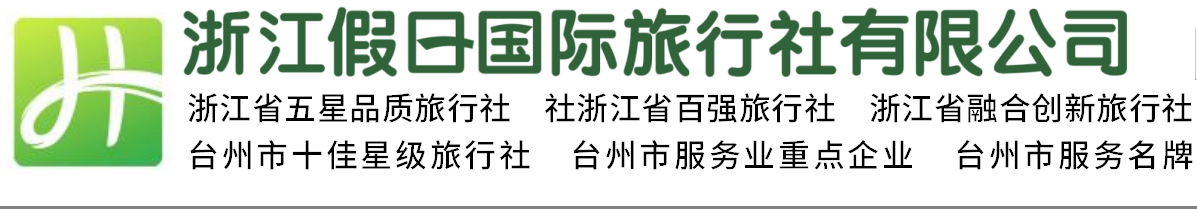 浙江假日国际旅行社有限公司
浙江省五星品质旅行社 社浙江省百强旅行社 浙江省融合创新旅行社
台州市十佳星级旅行社 台州市服务业重点企业 台州市服务名牌